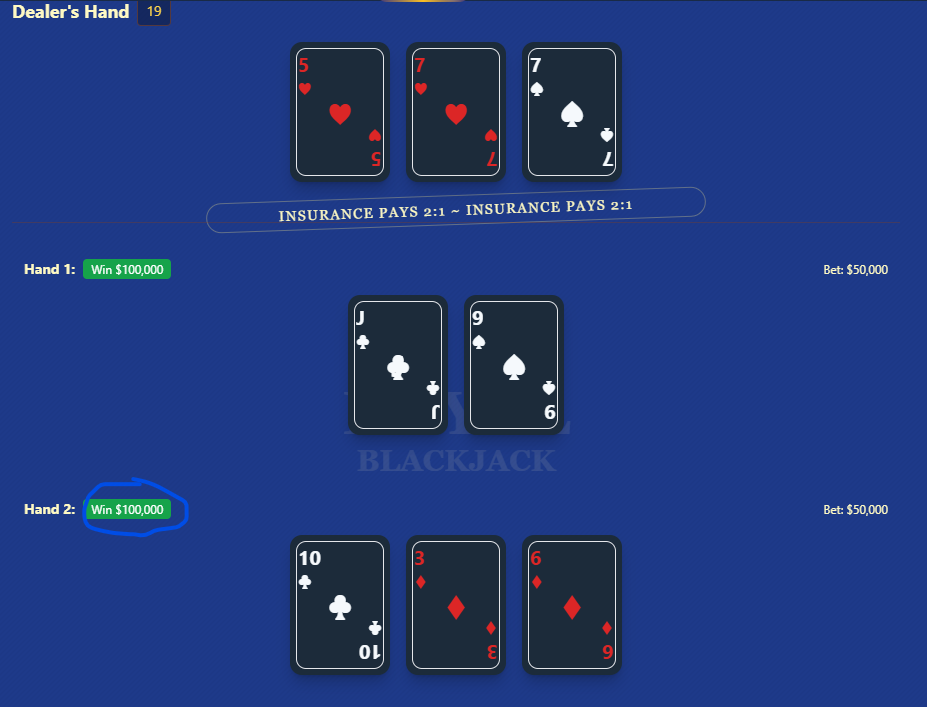 Dealer's Hand 19
5 7 7
5 7 7
INSURANCE PAYS 2:1 ~ INSURANCE PAYS 2:1
Hand 1: Win $100,000 Bet: $50,000
J 9
J 9
BLACKJACK
Hand 2: Win $100,000 Bet: $50,000
10 3 6
10 3 6